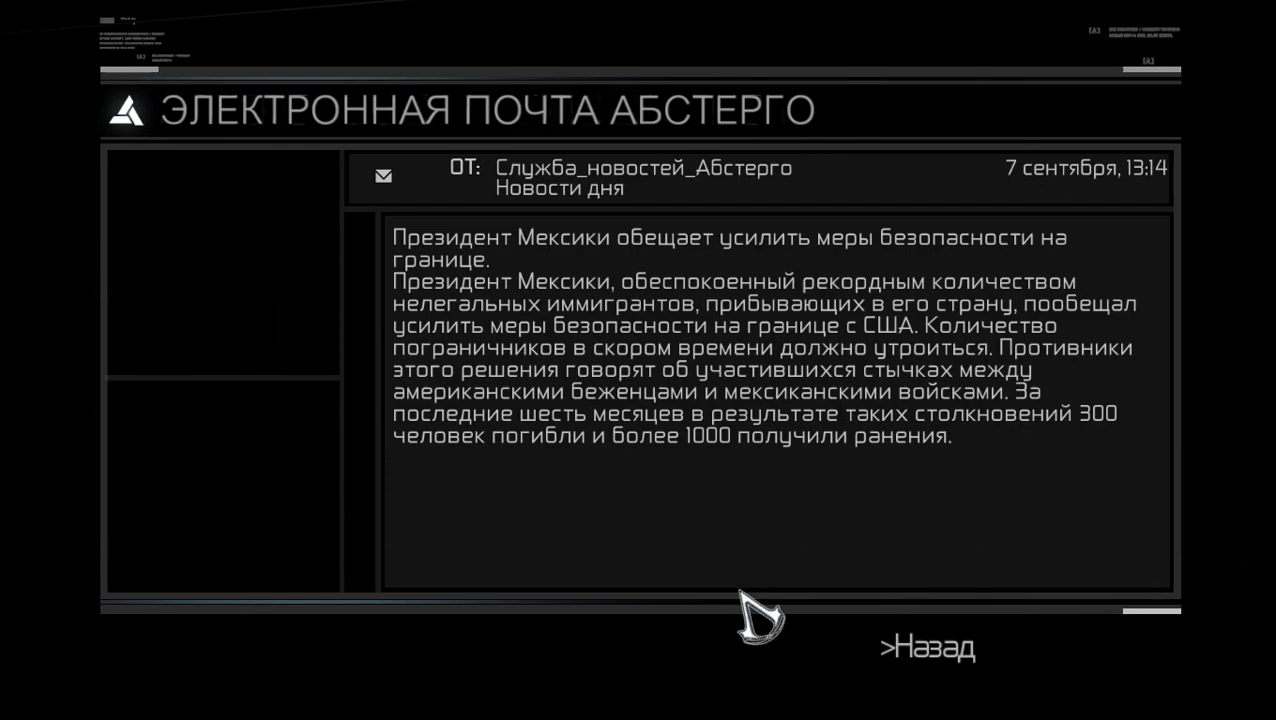 ЭЛЕКТРОННАЯ ПОЧТА АБСТЕРГО
ОТ: Служба_новостей_Абстерго 7 сентября, 13:14
Новости дня
Президент Мексики обещает усилить меры безопасности на
границе.
Президент Мексики, обеспокоенный рекордным количеством
нелегальных иммигрантов, прибывающих в его страну, пообещал
усилить меры безопасности на границе с США. Количество
пограничников в скором времени должно утроиться. Противники
этого решения говорят об участившихся стычках между
американскими беженцами и мексиканскими войсками. За
последние шесть месяцев в результате таких столкновений 300
человек погибли и более 1000 получили ранения.
>Назад